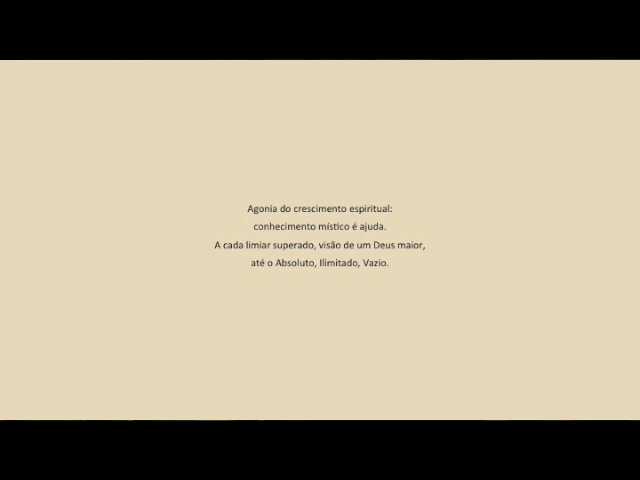 Agonia do crescimento espiritual:
conhecimento místico é ajuda.
A cada limiar superado, visão de um Deus maior,
até o Absoluto, Ilimitado, Vazio.